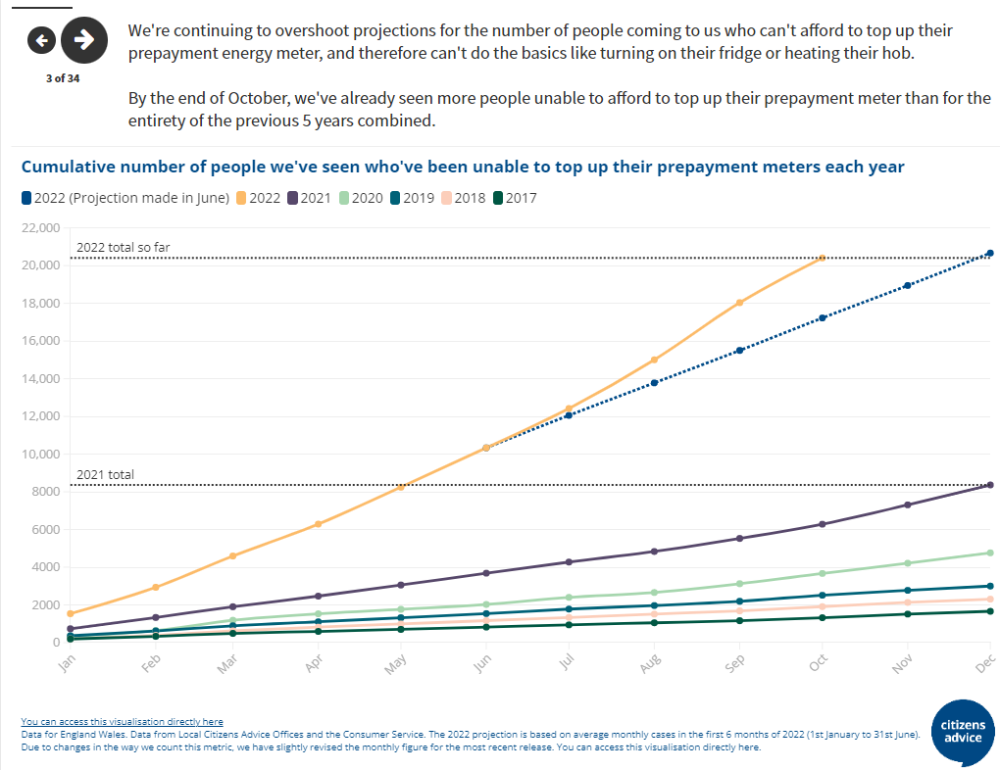 We're continuing to overshoot projections for the number of people coming to us who can't afford to top up their
prepayment energy meter, and therefore can't do the basics like turning on their fridge or heating their hob.
3 of 34
By the end of October, we've already seen more people unable to afford to top up their prepayment meter than for the
entirety of the previous 5 years combined.
Cumulative number of people we've seen who've been unable to top up their prepayment meters each year
2022 (Projection made in June) 2022 2021 2020 2019 2018 2017
22,000
2022 total so far
20,000
18,000
16,000
14,000
12,000
10,000
2021 total
8000
6000
4000
2000
0
Jan Feb Mar Apr May Jun Jul Aug Sep Oct Nov Dec
You can access this visualisation directly here
Data for England Wales. Data from Local Citizens Advice Offices and the Consumer Service. The 2022 projection is based on average monthly cases in the first 6 months of 2022 (1st January to 31st June).
Due to changes in the way we count this metric, we have slightly revised the monthly figure for the most recent release. You can access this visualisation directly here.
citizens
advice